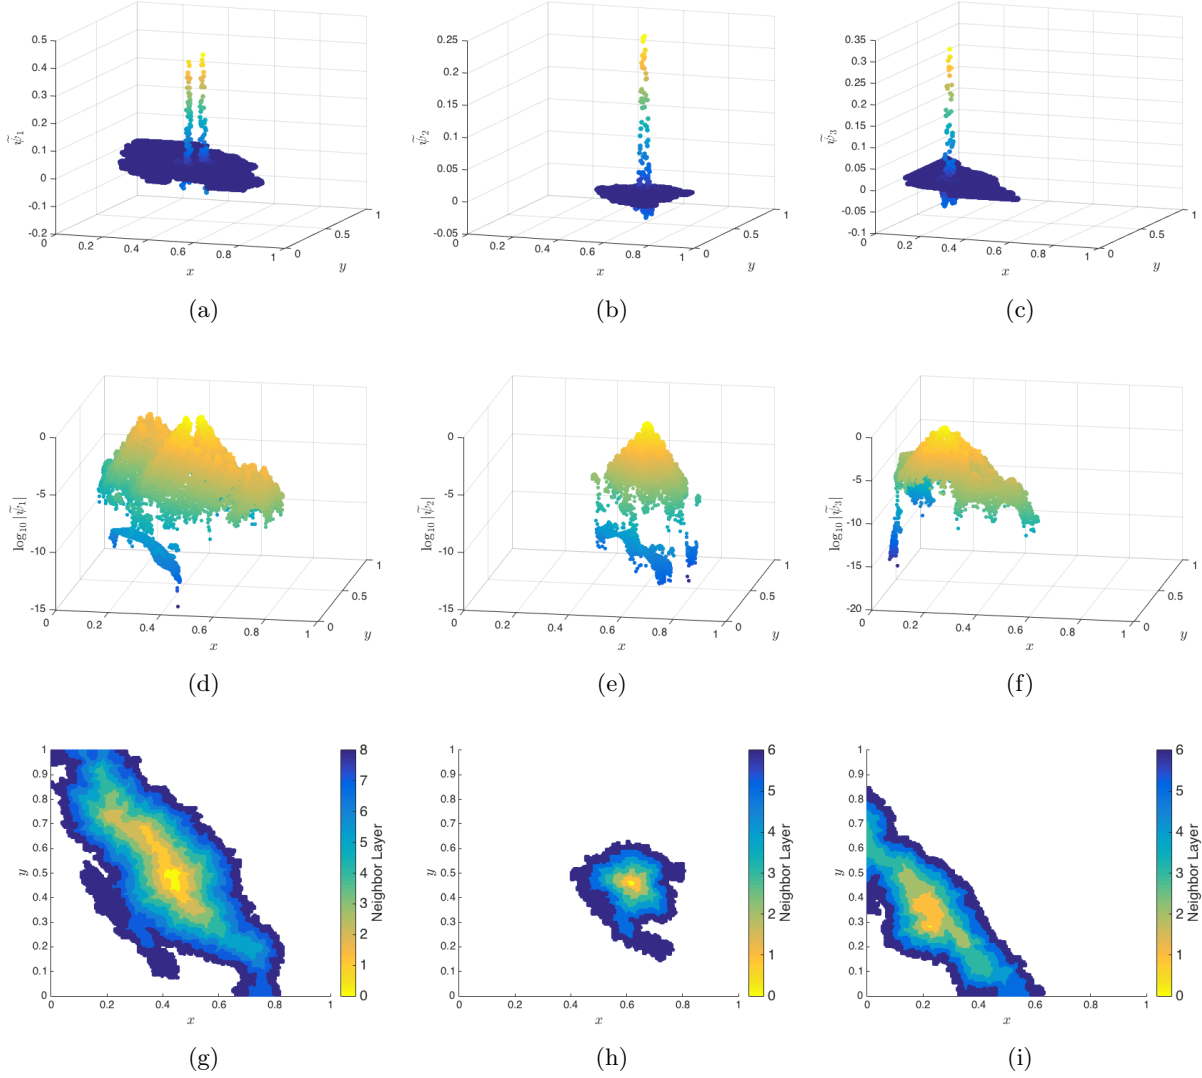 0.5
0.4
0.3
0.2
0.1
0
-0.1
-0.2
ψ̃₁
0 0.2 0.4 0.6 0.8 1
x
0 0.5 1
y
(a)
0.25
0.2
0.15
0.1
0.05
0
-0.05
ψ̃₂
0 0.2 0.4 0.6 0.8 1
x
0 0.5 1
y
(b)
0.35
0.3
0.25
0.2
0.15
0.1
0.05
0
-0.05
-0.1
ψ̃₃
0 0.2 0.4 0.6 0.8 1
x
0 0.5 1
y
(c)
0
-5
-10
-15
log₁₀ |ψ̃₁|
0 0.2 0.4 0.6 0.8 1
x
0 0.5 1
y
(d)
0
-5
-10
-15
log₁₀ |ψ̃₂|
0 0.2 0.4 0.6 0.8 1
x
0 0.5 1
y
(e)
0
-5
-10
-15
-20
log₁₀ |ψ̃₃|
0 0.2 0.4 0.6 0.8 1
x
0 0.5 1
y
(f)
1
0.9
0.8
0.7
0.6
0.5
0.4
0.3
0.2
0.1
0
y
0 0.2 0.4 0.6 0.8 1
x
8
7
6
5
4
3
2
1
0
Neighbor Layer
(g)
1
0.9
0.8
0.7
0.6
0.5
0.4
0.3
0.2
0.1
0
y
0 0.2 0.4 0.6 0.8 1
x
6
5
4
3
2
1
0
Neighbor Layer
(h)
1
0.9
0.8
0.7
0.6
0.5
0.4
0.3
0.2
0.1
0
y
0 0.2 0.4 0.6 0.8 1
x
6
5
4
3
2
1
0
Neighbor Layer
(i)